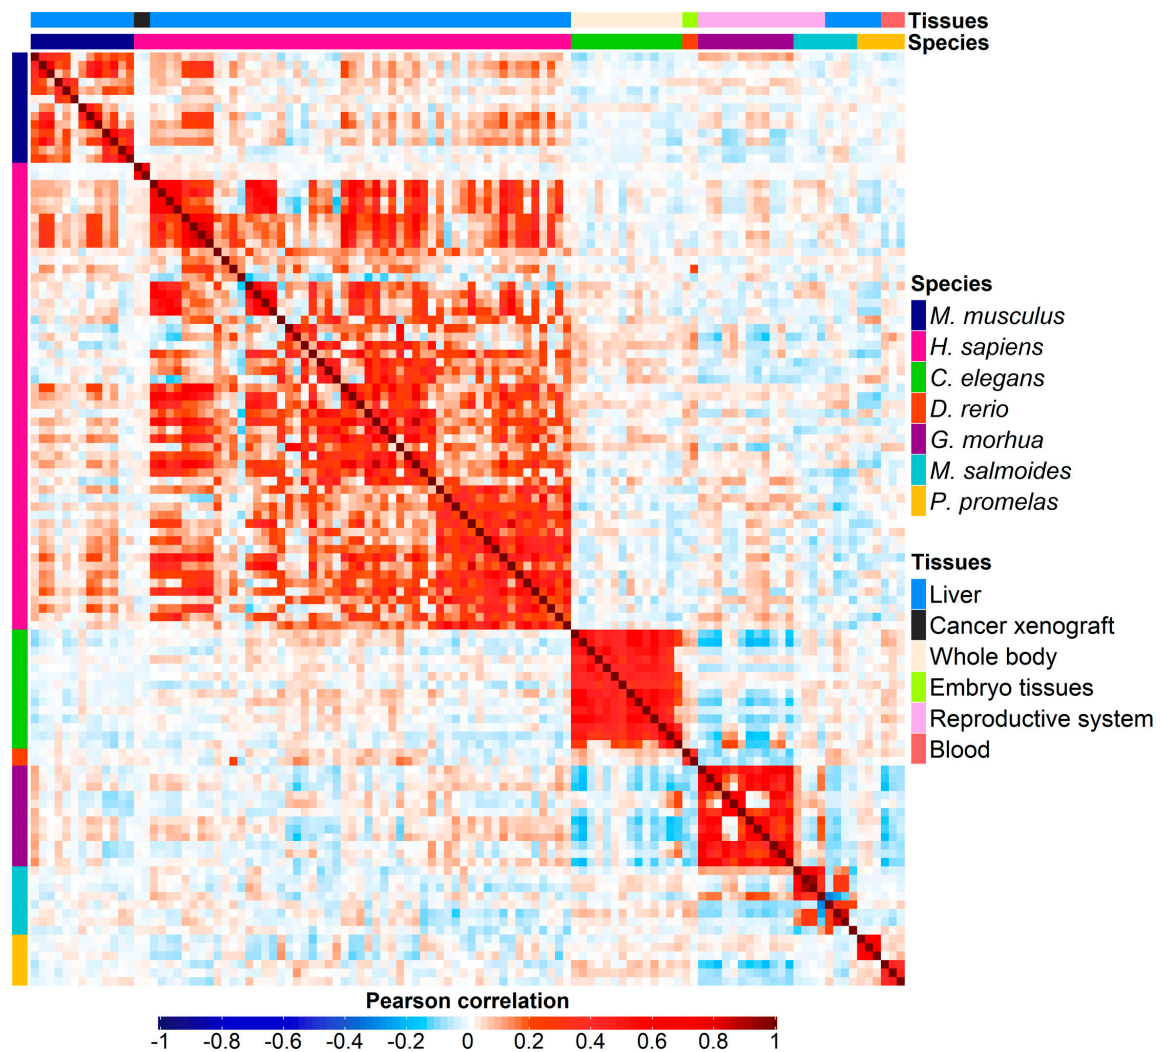 Tissues
Species
Species
M. musculus
H. sapiens
C. elegans
D. rerio
G. morhua
M. salmoides
P. promelas
Tissues
Liver
Cancer xenograft
Whole body
Embryo tissues
Reproductive system
Blood
Pearson correlation
-1 -0.8 -0.6 -0.4 -0.2 0 0.2 0.4 0.6 0.8 1